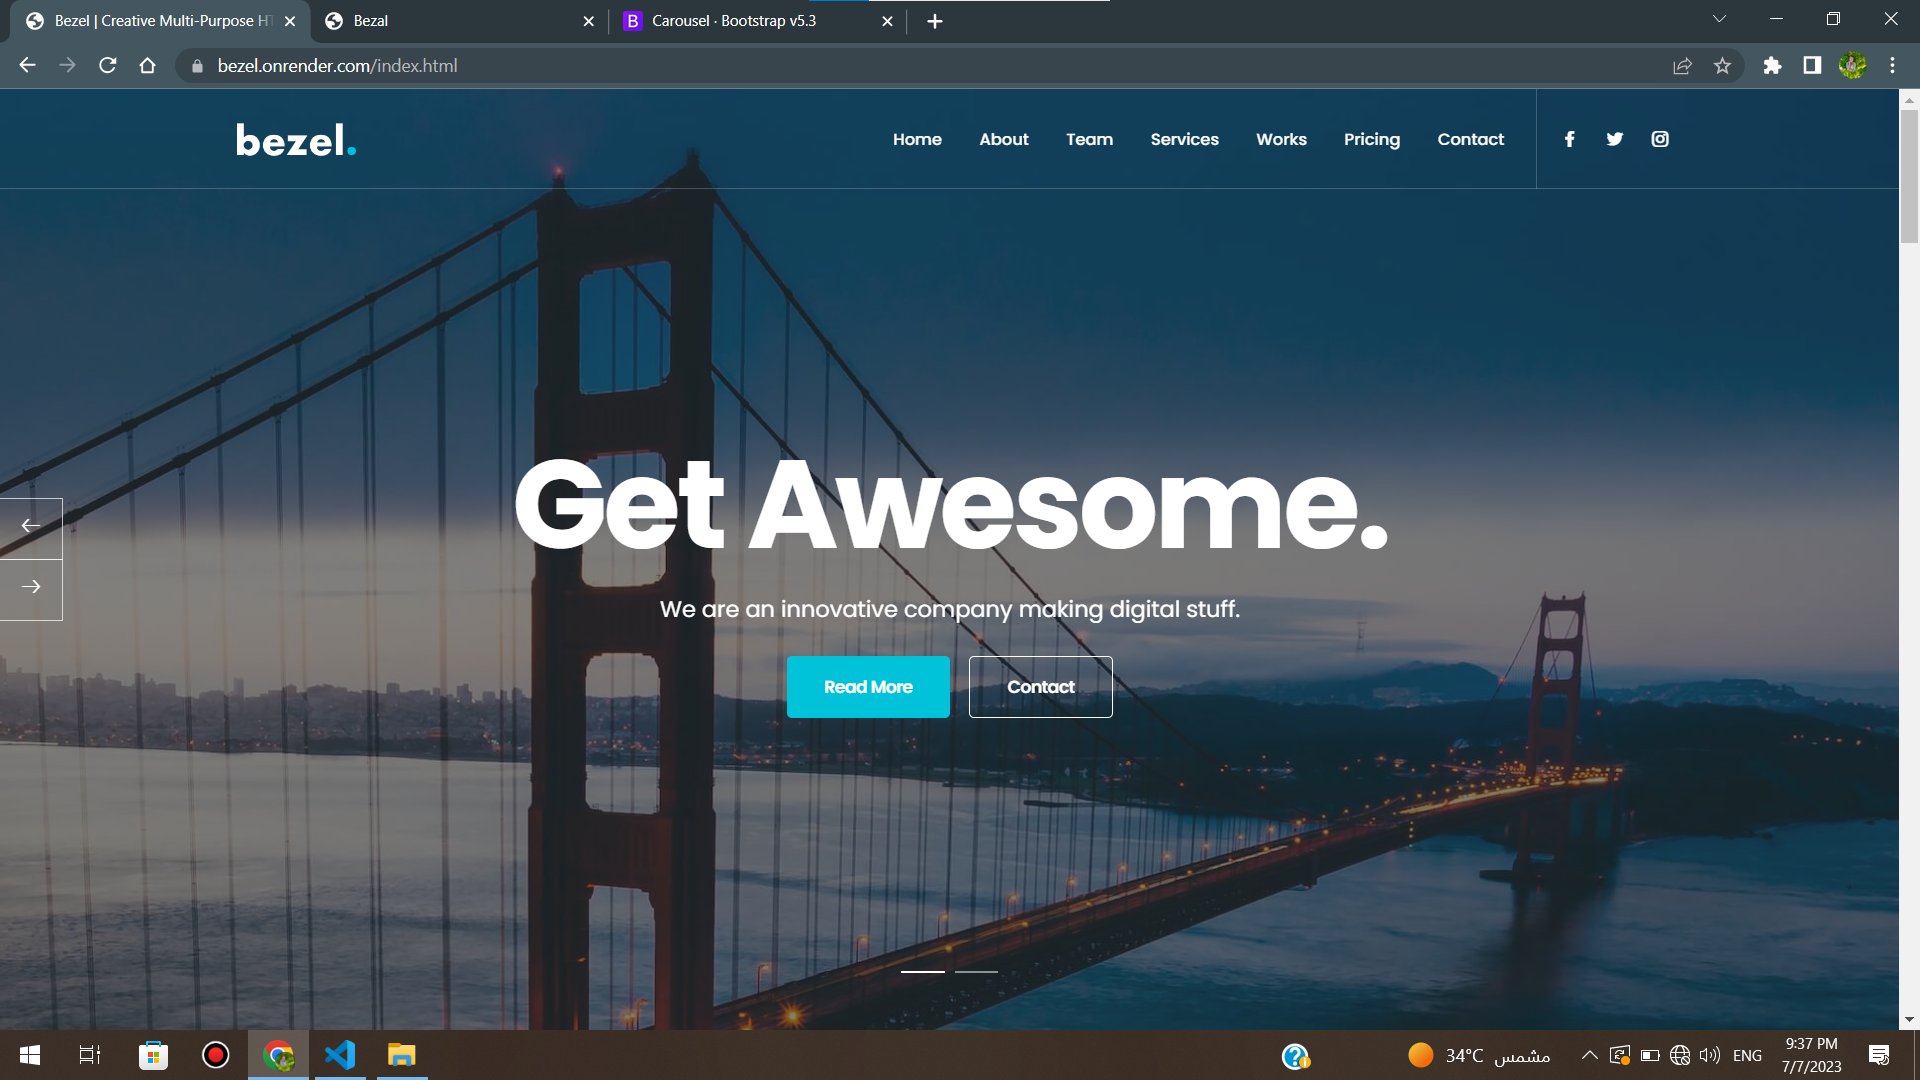 Bezel | Creative Multi-Purpose HT
Bezal
Carousel · Bootstrap v5.3
bezel.onrender.com/index.html
bezel.
Home About Team Services Works Pricing Contact
Get Awesome.
We are an innovative company making digital stuff.
Read More Contact
34°C مشمس
ENG
9:37 PM
7/7/2023